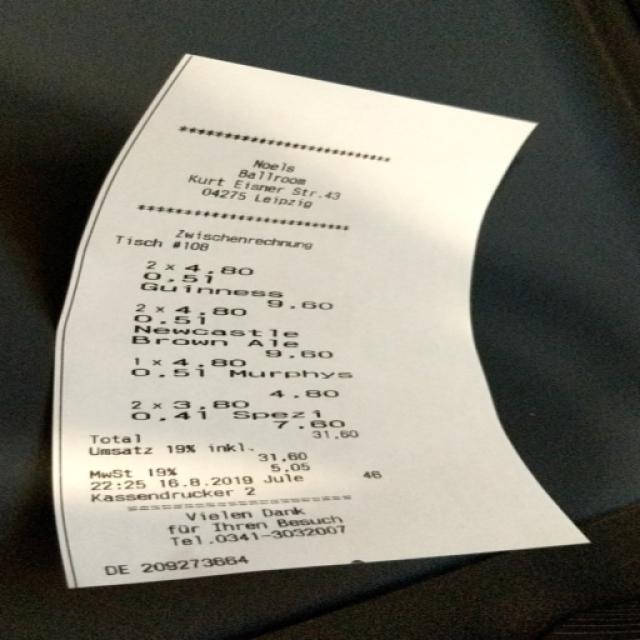 **************************
Noels
Ballroom
Kurt Eisner Str.43
04275 Leipzig
**************************
Zwischenrechnung
Tisch #108
2 x 4,80
0.5l
Guinness
9.60
2 x 4.80
0.5l
Newcastle
Brown Ale
9.60
1 x 4.80
0.5l Murphys
4.80
2 x 3,80
0.4l Spezi
7.60
Total 31,60
Umsatz 19% inkl.
31,60
MwSt 19% 5,05
22:25 16.8.2019 Jule 46
Kassendrucker 2
========================
Vielen Dank
für Ihren Besuch
Tel.0341-3032007
DE 209273664